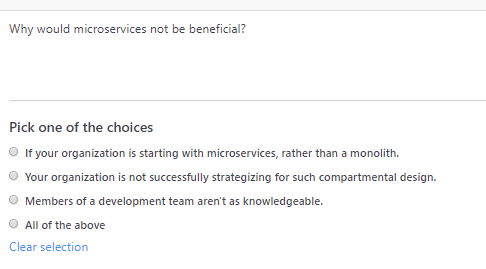 Why would microservices not be beneficial?
Pick one of the choices
If your organization is starting with microservices, rather than a monolith.
Your organization is not successfully strategizing for such compartmental design.
Members of a development team aren't as knowledgeable.
All of the above
Clear selection